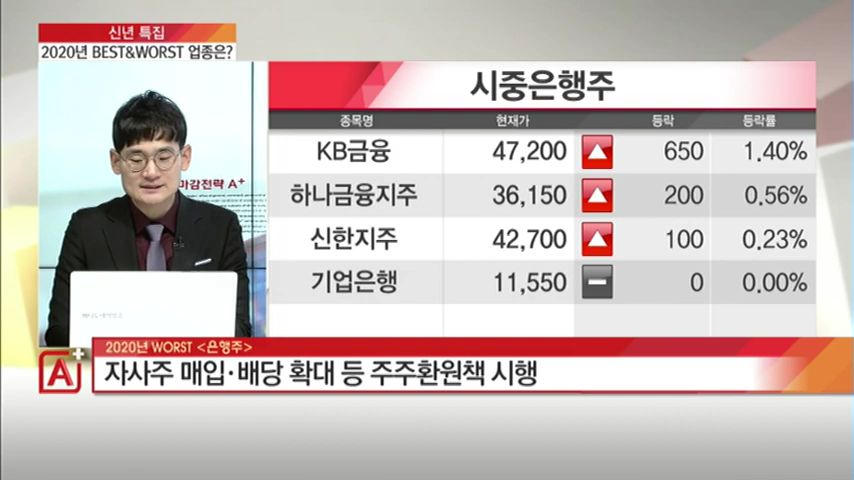 신년 특집
2020년 BEST&WORST 업종은?
마감전략 A+
시중은행주
종목명 현재가 등락 등락률
KB금융 47,200 650 1.40%
하나금융지주 36,150 200 0.56%
신한지주 42,700 100 0.23%
기업은행 11,550 0 0.00%
2020년 WORST <은행주>
A+
자사주 매입·배당 확대 등 주주환원책 시행